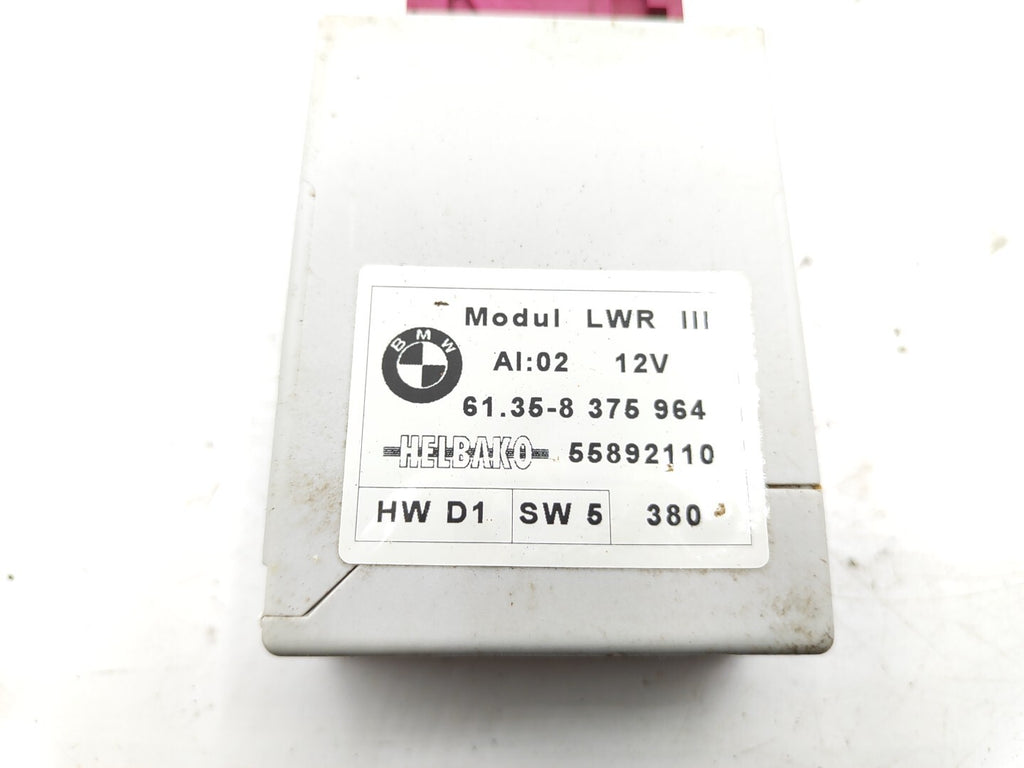 Modul LWR III
BMW
AI:02 12V
61.35-8 375 964
HELBAKO 55892110
HW D1 SW 5 380